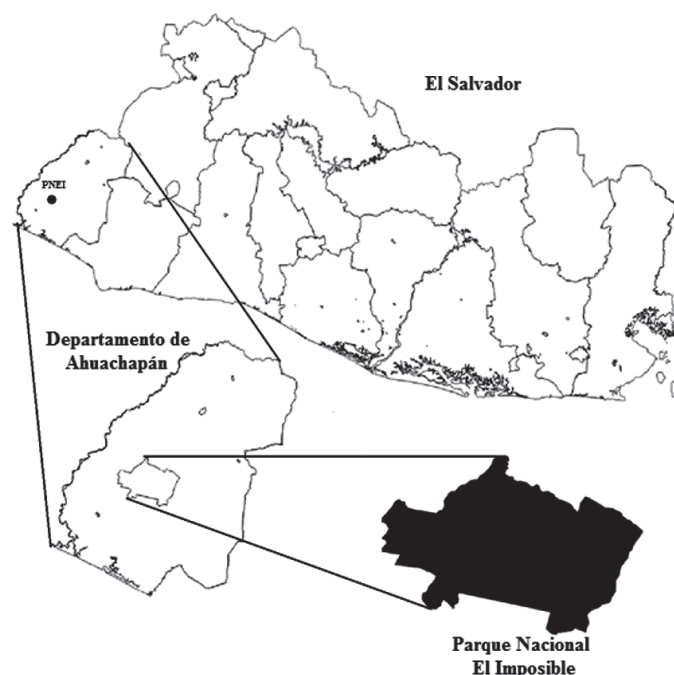 El Salvador
PNEI
Departamento de
Ahuachapán
Parque Nacional
El Imposible